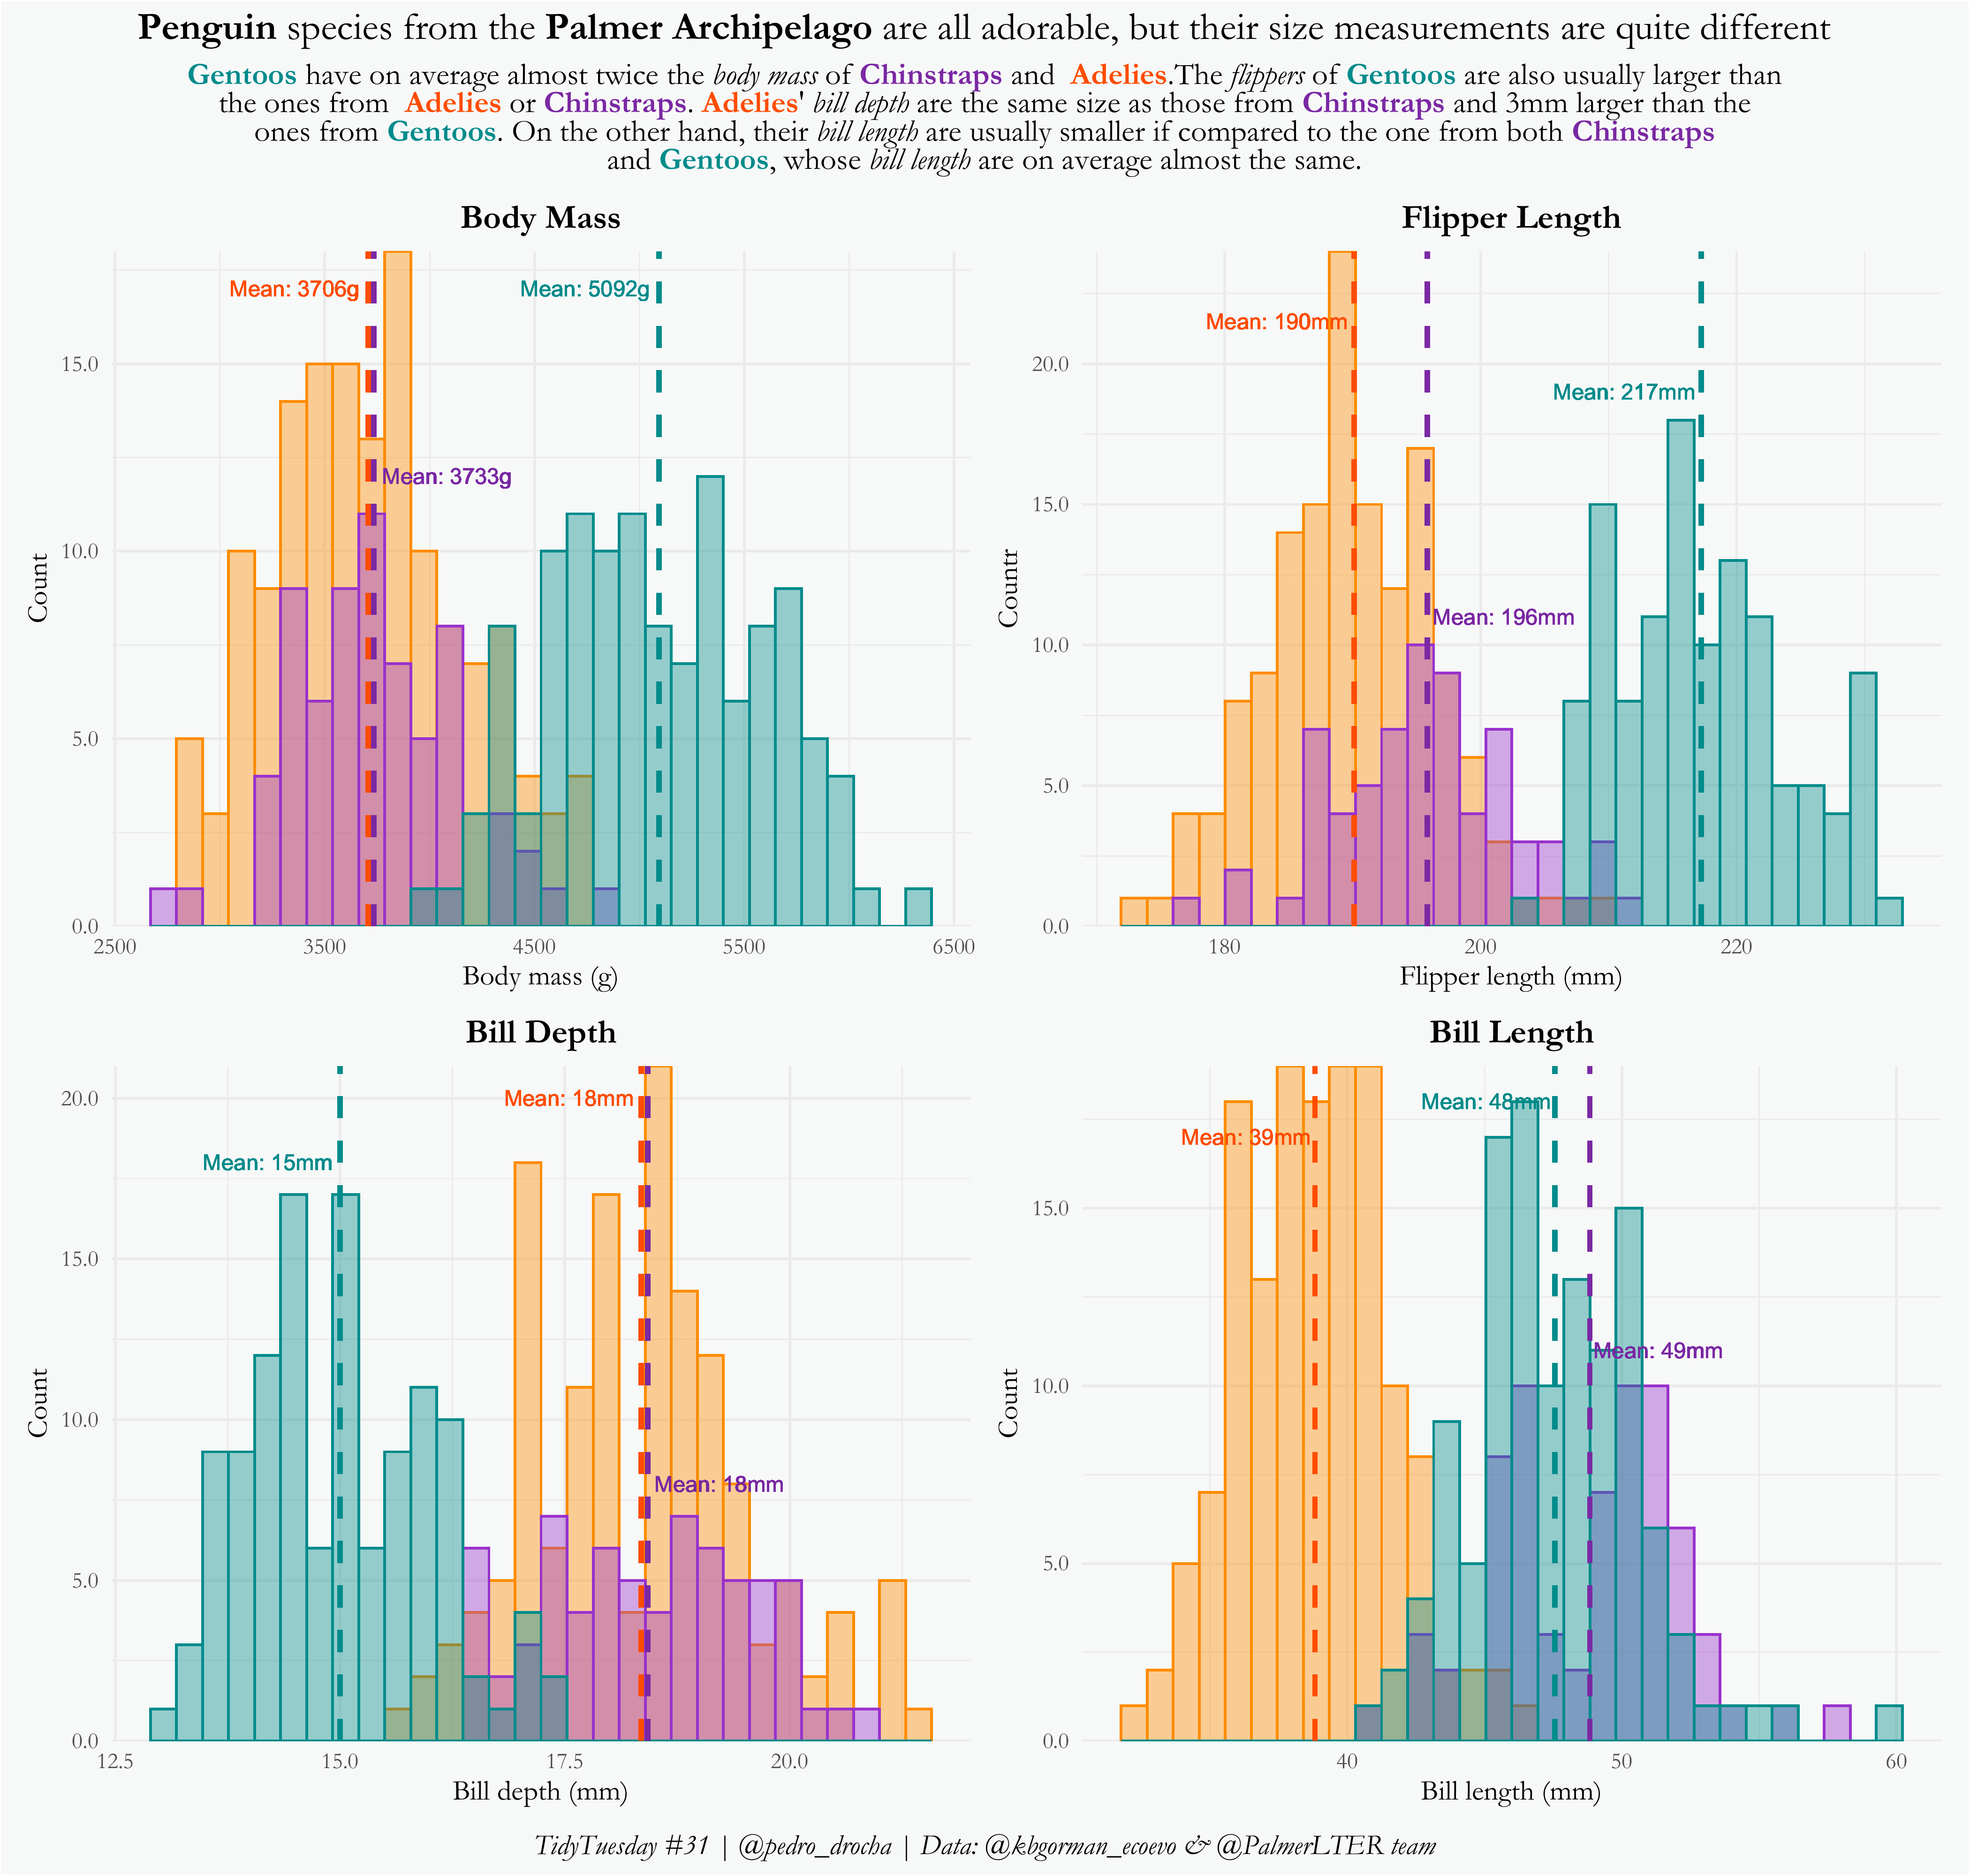 Penguin species from the Palmer Archipelago are all adorable, but their size measurements are quite different
Gentoos have on average almost twice the body mass of Chinstraps and Adelies.The flippers of Gentoos are also usually larger than
the ones from Adelies or Chinstraps. Adelies' bill depth are the same size as those from Chinstraps and 3mm larger than the
ones from Gentoos. On the other hand, their bill length are usually smaller if compared to the one from both Chinstraps
and Gentoos, whose bill length are on average almost the same.
Body Mass
Mean: 3706g
Mean: 5092g
Mean: 3733g
15.0
10.0
5.0
0.0
Count
2500 3500 4500 5500 6500
Body mass (g)
Flipper Length
Mean: 190mm
Mean: 217mm
Mean: 196mm
20.0
15.0
10.0
5.0
0.0
Countr
180 200 220
Flipper length (mm)
Bill Depth
Mean: 18mm
Mean: 15mm
Mean: 18mm
20.0
15.0
10.0
5.0
0.0
Count
12.5 15.0 17.5 20.0
Bill depth (mm)
Bill Length
Mean: 48mm
Mean: 39mm
Mean: 49mm
15.0
10.0
5.0
0.0
Count
40 50 60
Bill length (mm)
TidyTuesday #31 | @pedro_drocha | Data: @kbgorman_ecoevo & @PalmerLTER team